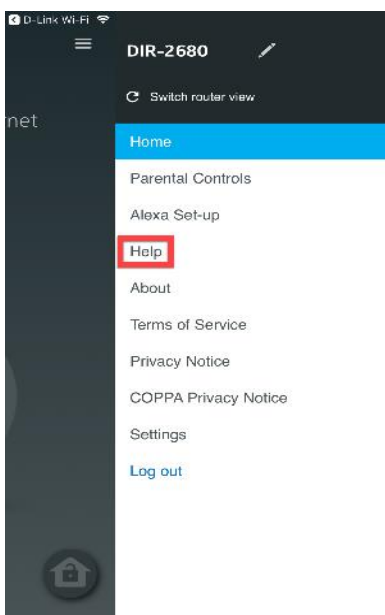 D-Link Wi-Fi
DIR-2680
Switch router view
net
Home
Parental Controls
Alexa Set-up
Help
About
Terms of Service
Privacy Notice
COPPA Privacy Notice
Settings
Log out